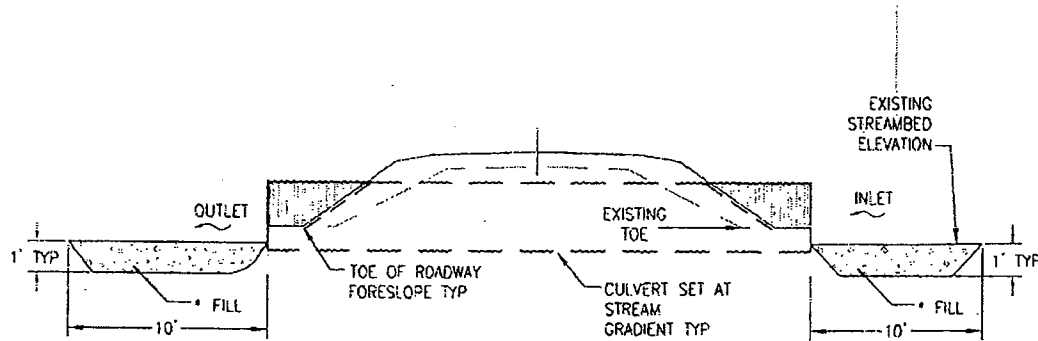 EXISTING
STREAMBED
ELEVATION
OUTLET
INLET
EXISTING
TOE
1' TYP
1' TYP
TOE OF ROADWAY
FORESLOPE TYP
CULVERT SET AT
STREAM
GRADIENT TYP
* FILL
* FILL
10'
10'